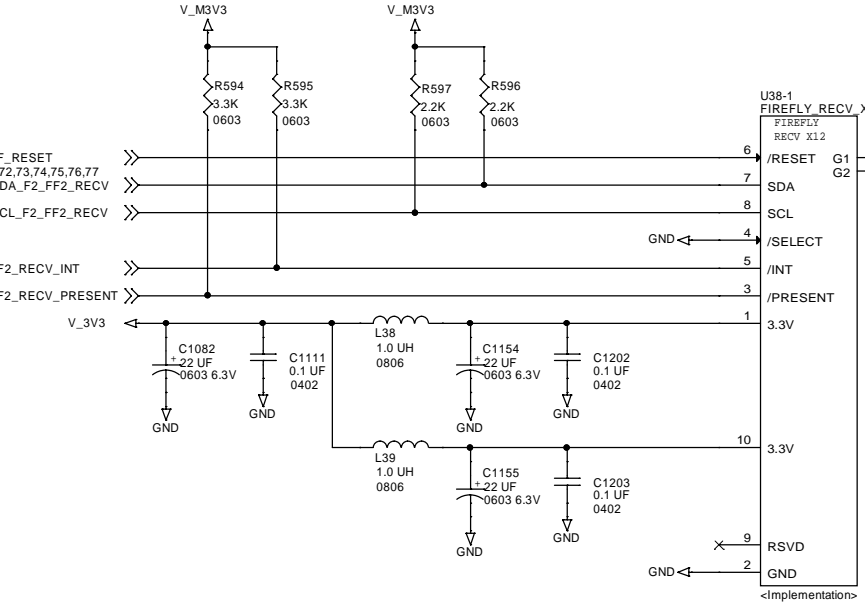 V_M3V3
V_M3V3
R594
3.3K
0603
R595
3.3K
0603
R597
2.2K
0603
R596
2.2K
0603
U38-1
FIREFLY_RECV_X
FIREFLY
RECV X12
F_RESET
72,73,74,75,76,77
DA_F2_FF2_RECV
CL_F2_FF2_RECV
F2_RECV_INT
F2_RECV_PRESENT
V_3V3
GND
6
/RESET
G1
G2
7
SDA
8
SCL
4
/SELECT
5
/INT
3
/PRESENT
1
3.3V
10
3.3V
9
RSVD
2
GND
C1082
+ 22 UF
0603 6.3V
GND
C1111
0.1 UF
0402
GND
L38
1.0 UH
0806
C1154
+ 22 UF
0603 6.3V
GND
C1202
0.1 UF
0402
GND
L39
1.0 UH
0806
C1155
+ 22 UF
0603 6.3V
GND
C1203
0.1 UF
0402
GND
GND
<Implementation>